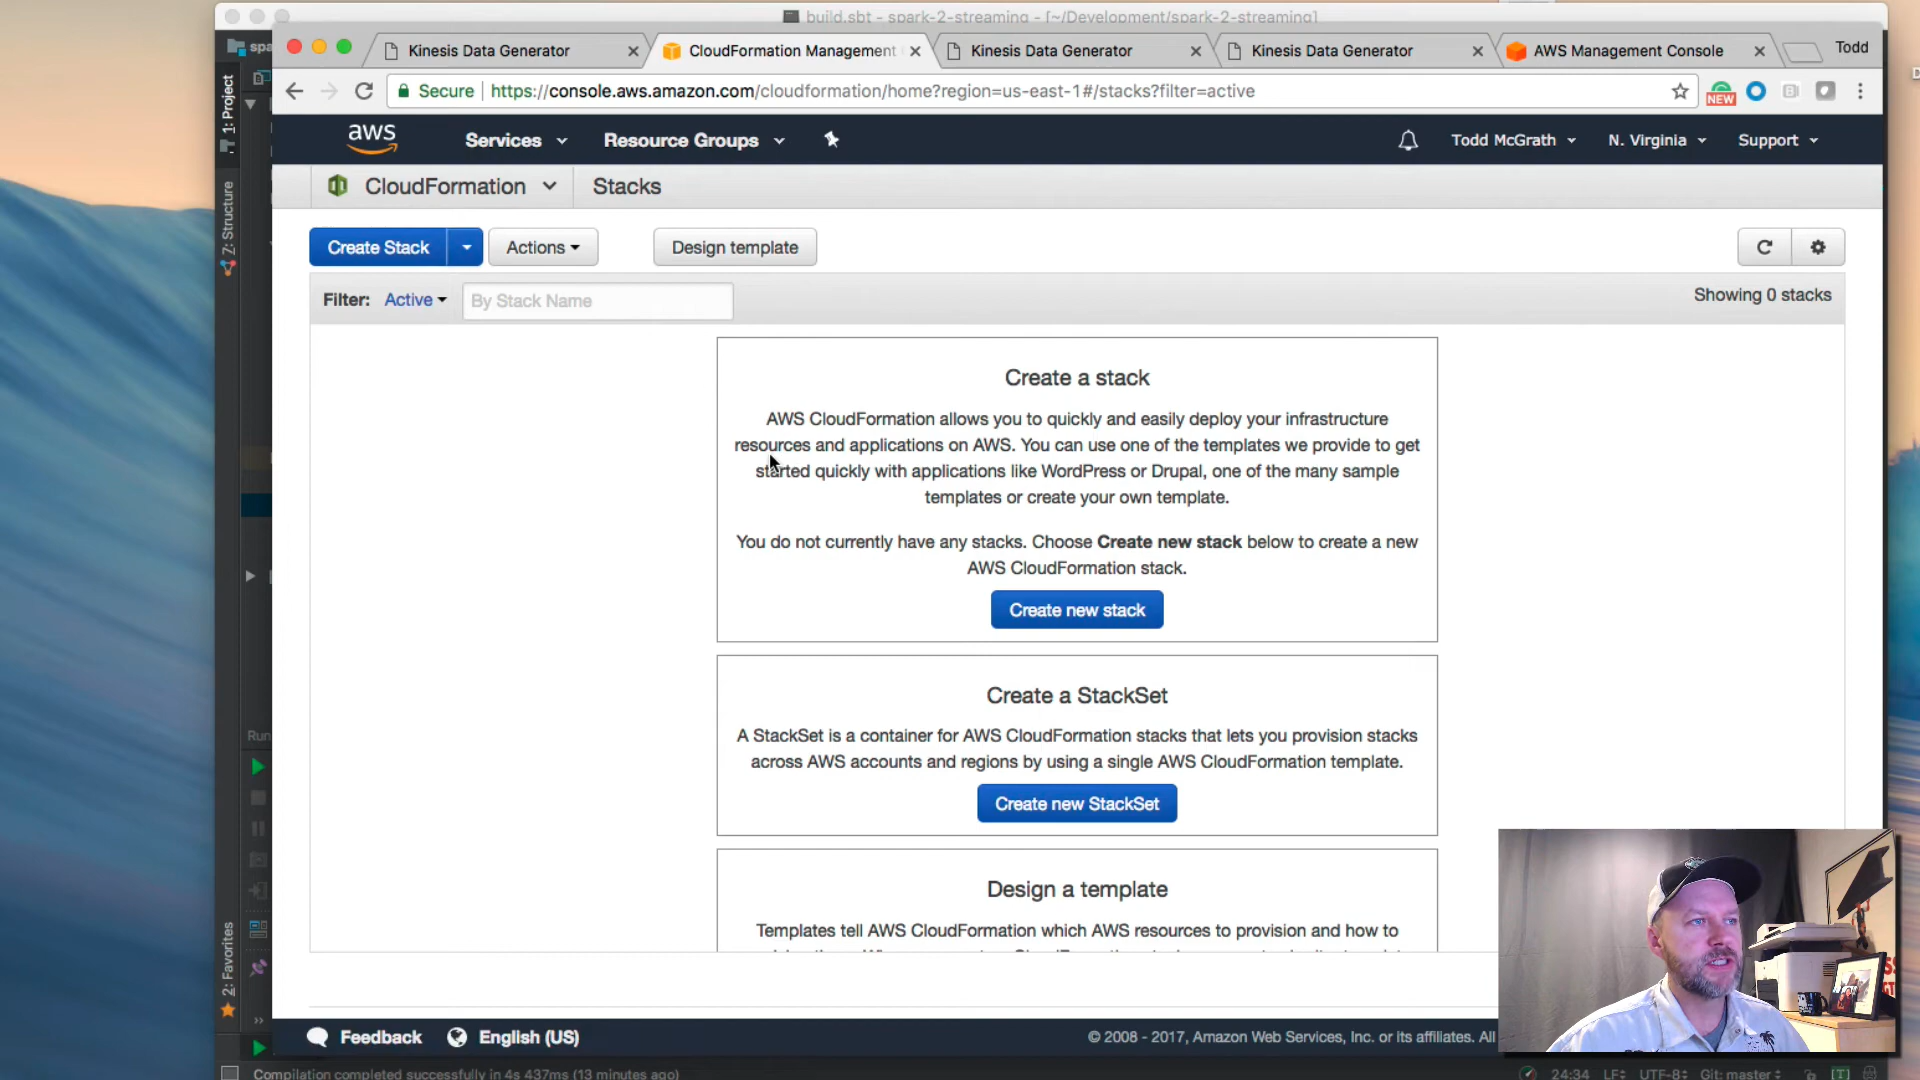 build.sbt - spark-2-streaming - [~/Development/spark-2-streaming]
Kinesis Data Generator
CloudFormation Management
Kinesis Data Generator
Kinesis Data Generator
AWS Management Console
Todd
Secure
https://console.aws.amazon.com/cloudformation/home?region=us-east-1#/stacks?filter=active
NEW
1: Project
aws
Services
Resource Groups
Todd McGrath
N. Virginia
Support
CloudFormation
Stacks
Z: Structure
Create Stack
Actions
Design template
Filter:
Active
By Stack Name
Showing 0 stacks
Create a stack
AWS CloudFormation allows you to quickly and easily deploy your infrastructure
resources and applications on AWS. You can use one of the templates we provide to get
started quickly with applications like WordPress or Drupal, one of the many sample
templates or create your own template.
You do not currently have any stacks. Choose Create new stack below to create a new
AWS CloudFormation stack.
Create new stack
Create a StackSet
A StackSet is a container for AWS CloudFormation stacks that lets you provision stacks
across AWS accounts and regions by using a single AWS CloudFormation template.
Create new StackSet
Run
Design a template
Templates tell AWS CloudFormation which AWS resources to provision and how to
2: Favorites
Feedback
English (US)
© 2008 - 2017, Amazon Web Services, Inc. or its affiliates. All
Compilation completed successfully in 4s 437ms (13 minutes ago)
24:34
LF
UTF-8
Git: master